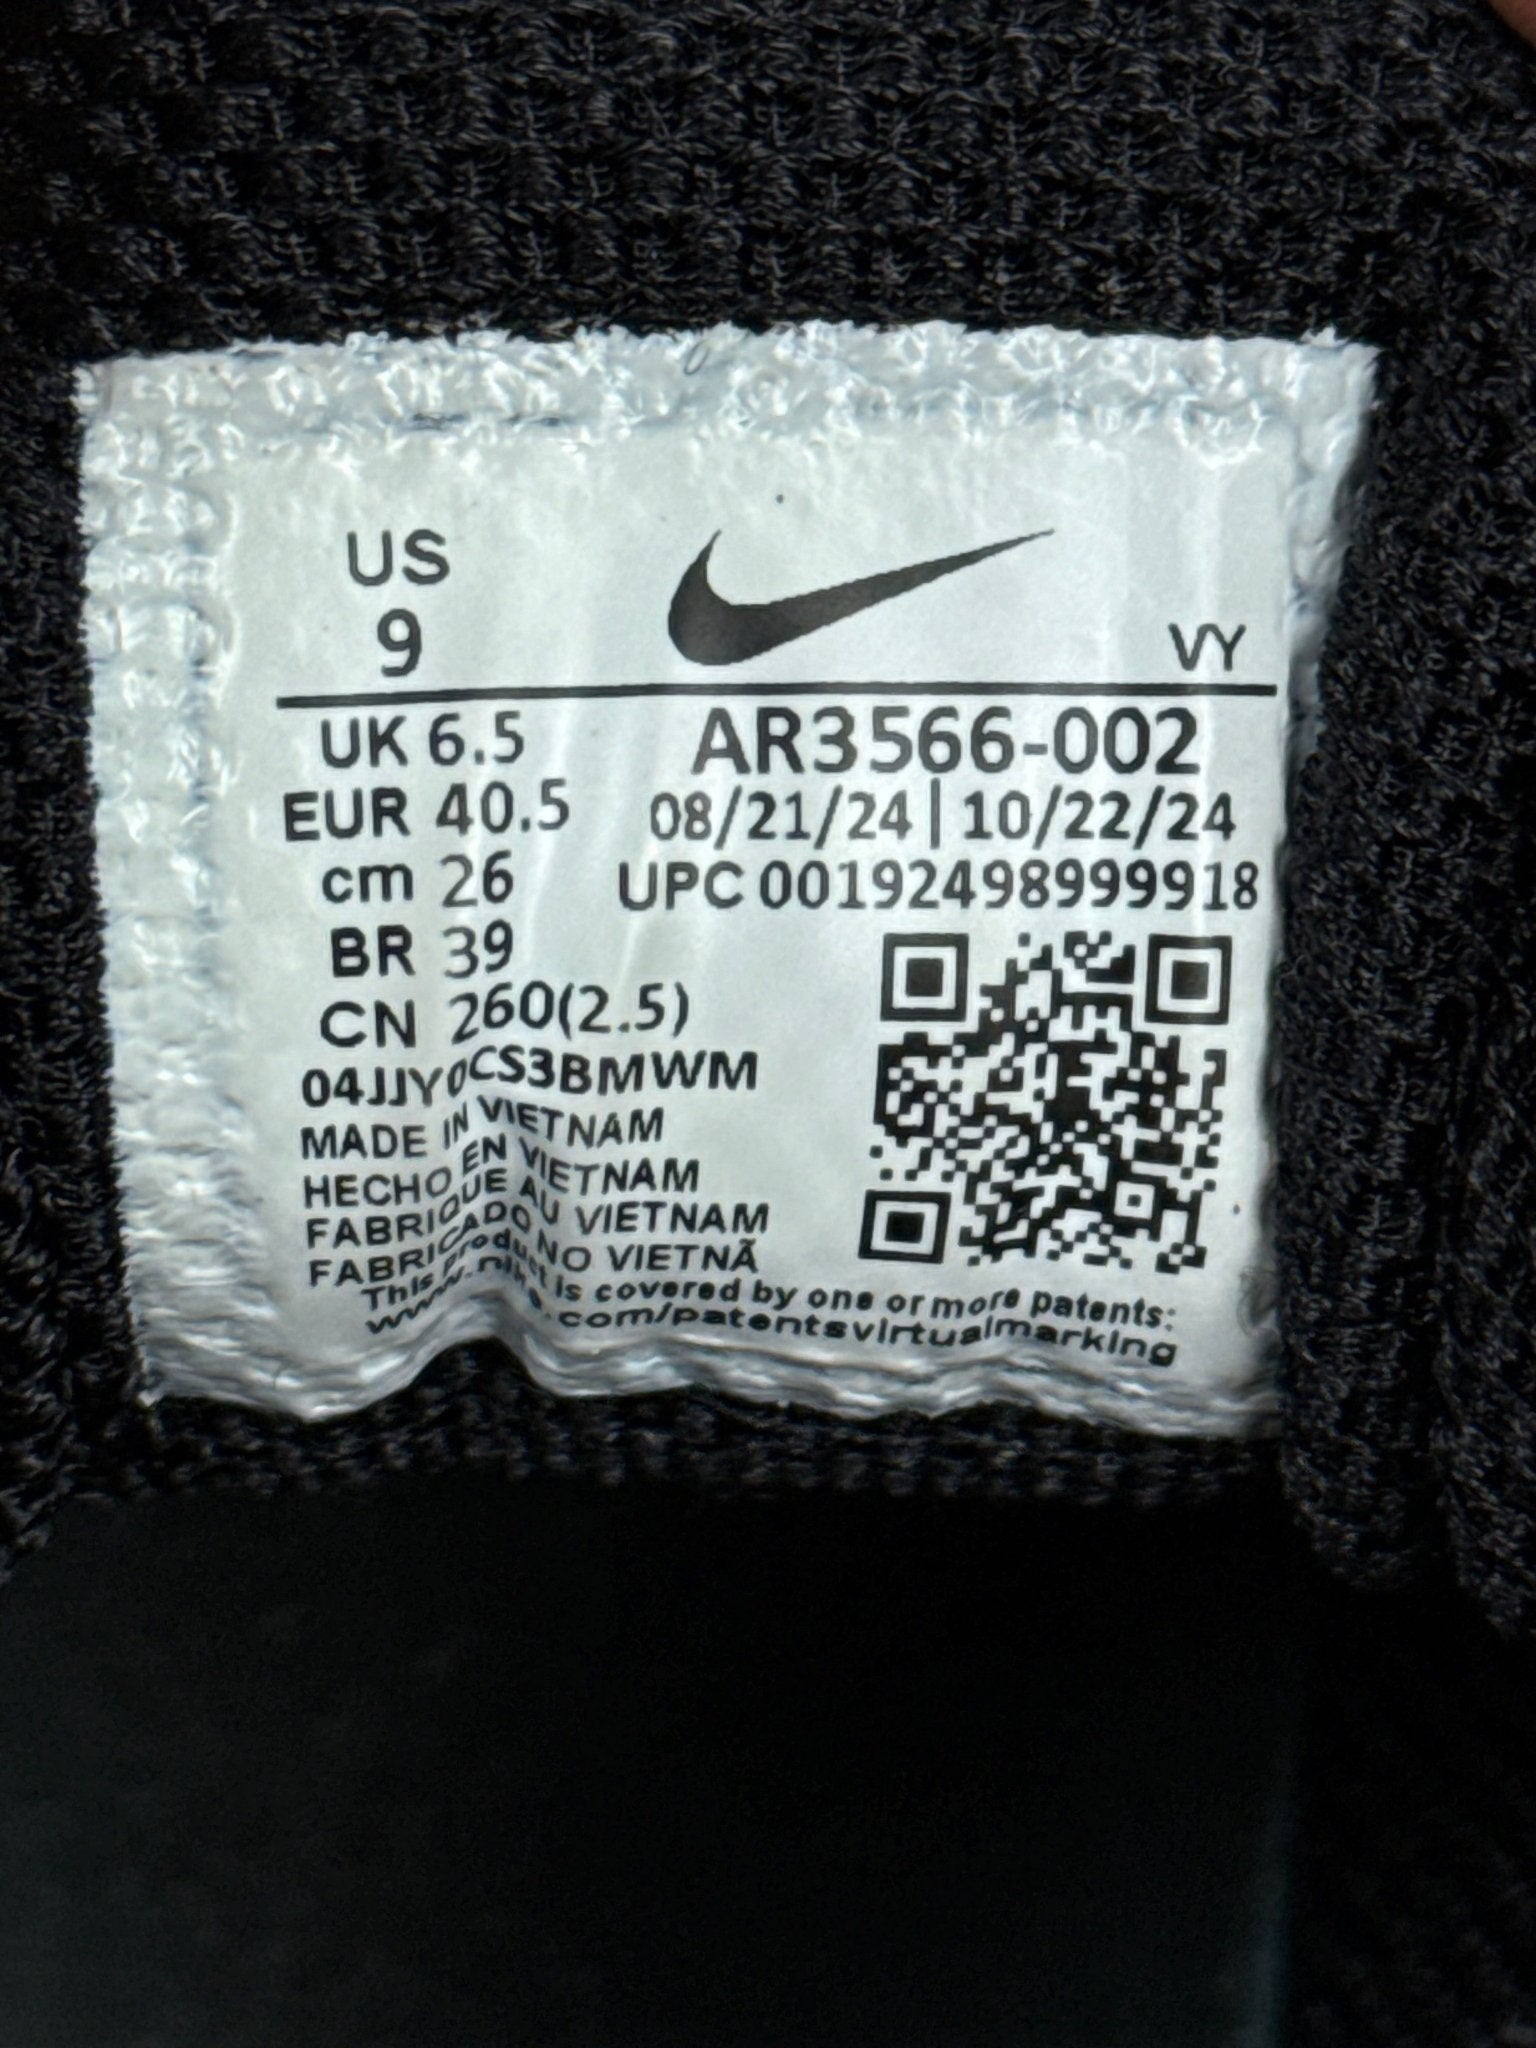 US
9
VY
UK 6.5
EUR 40.5
cm 26
BR 39
CN 260(2.5)
AR3566-002
08/21/24 | 10/22/24
UPC 00192498999918
04JJY0CS3BMWM
MADE IN VIETNAM
HECHO EN VIETNAM
FABRIQUE AU VIETNAM
FABRICADO NO VIETNÃ
This product is covered by one or more patents:
www.nike.com/patentsvirtualmarking